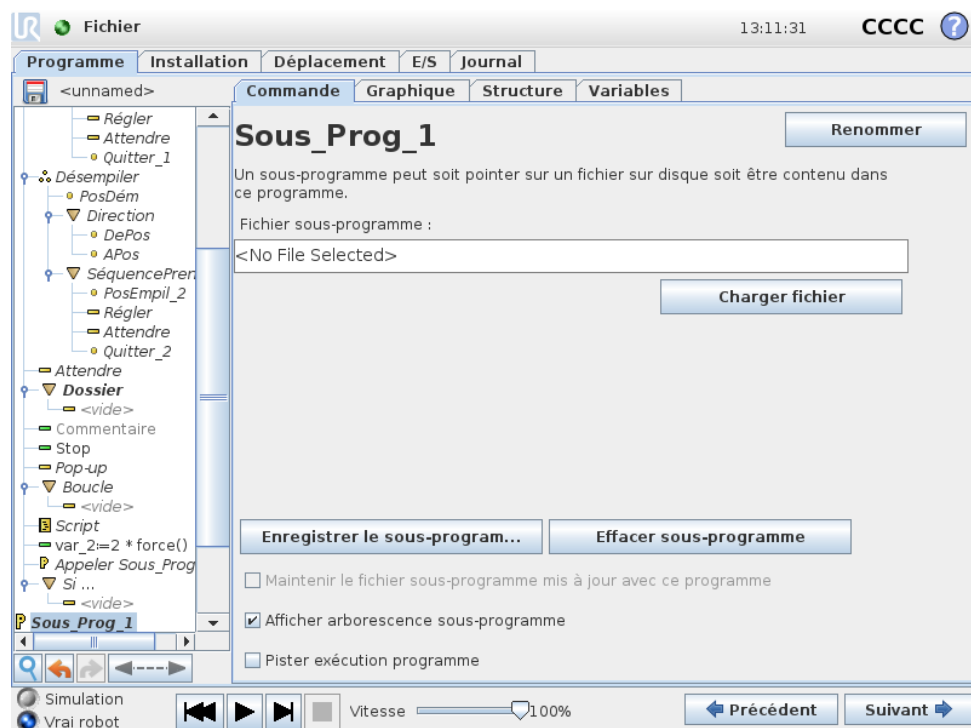 UR Fichier 13:11:31 CCCC ?
Programme Installation Déplacement E/S Journal
<unnamed>
Commande Graphique Structure Variables
Régler
Attendre
Quitter_1
Désempiler
PosDém
Direction
DePos
APos
SéquencePren
PosEmpil_2
Régler
Attendre
Quitter_2
Attendre
Dossier
<vide>
Commentaire
Stop
Pop-up
Boucle
<vide>
Script
var_2:=2 * force()
Appeler Sous_Prog
Si ...
<vide>
Sous_Prog_1
Sous_Prog_1
Renommer
Un sous-programme peut soit pointer sur un fichier sur disque soit être contenu dans
ce programme.
Fichier sous-programme :
<No File Selected>
Charger fichier
Enregistrer le sous-program...
Effacer sous-programme
Maintenir le fichier sous-programme mis à jour avec ce programme
Afficher arborescence sous-programme
Pister exécution programme
Simulation
Vrai robot
Vitesse 100%
Précédent
Suivant